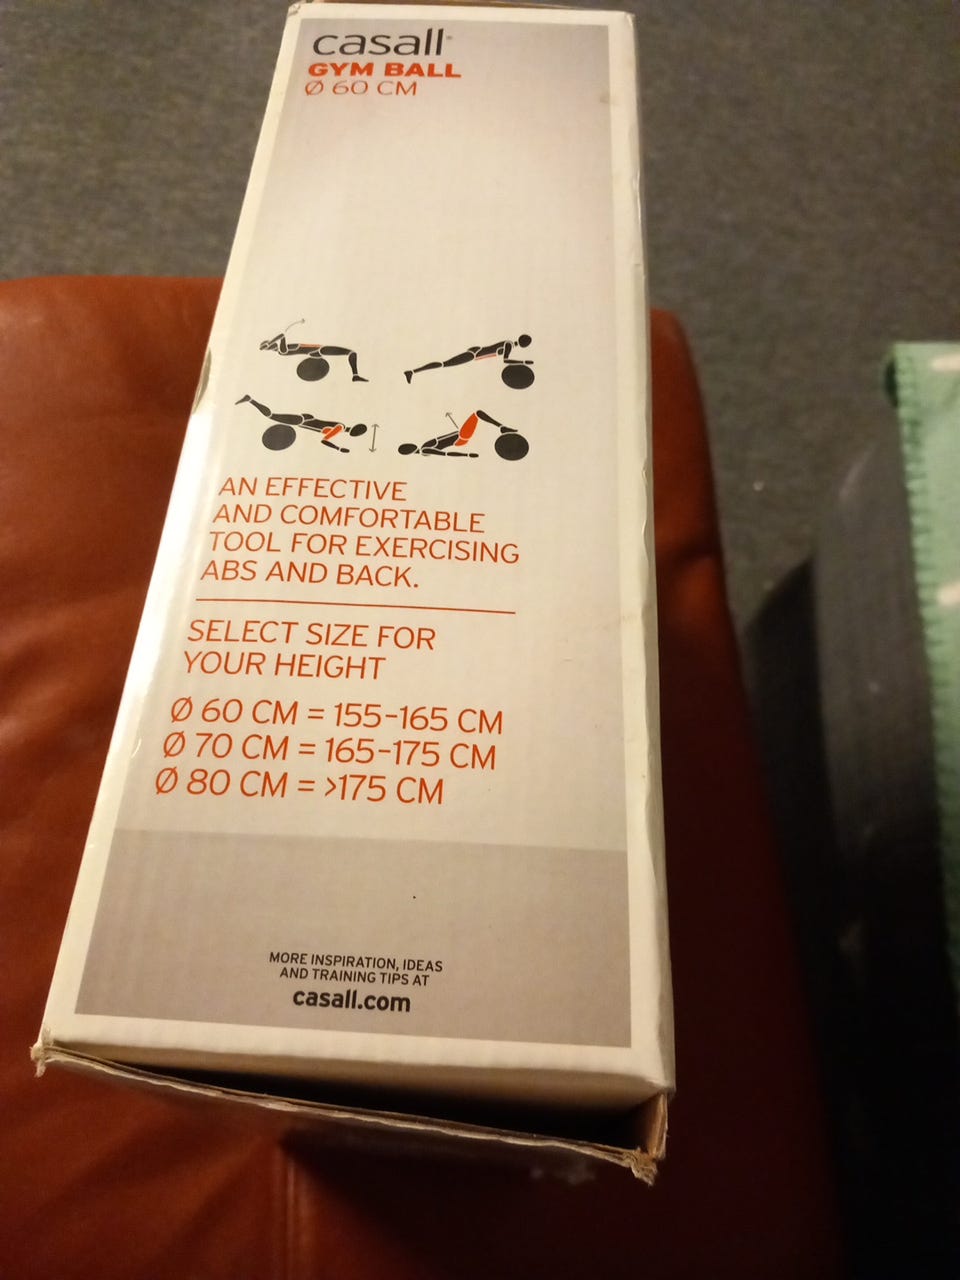 casall®
GYM BALL
Ø 60 CM
AN EFFECTIVE
AND COMFORTABLE
TOOL FOR EXERCISING
ABS AND BACK.
SELECT SIZE FOR
YOUR HEIGHT
Ø 60 CM = 155-165 CM
Ø 70 CM = 165-175 CM
Ø 80 CM = >175 CM
MORE INSPIRATION, IDEAS
AND TRAINING TIPS AT
casall.com